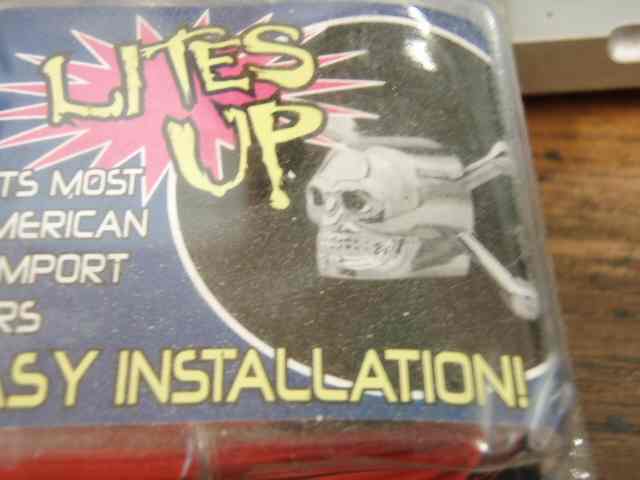 LITES
UP
TS MOST
MERICAN
MPORT
RS
ASY INSTALLATION!